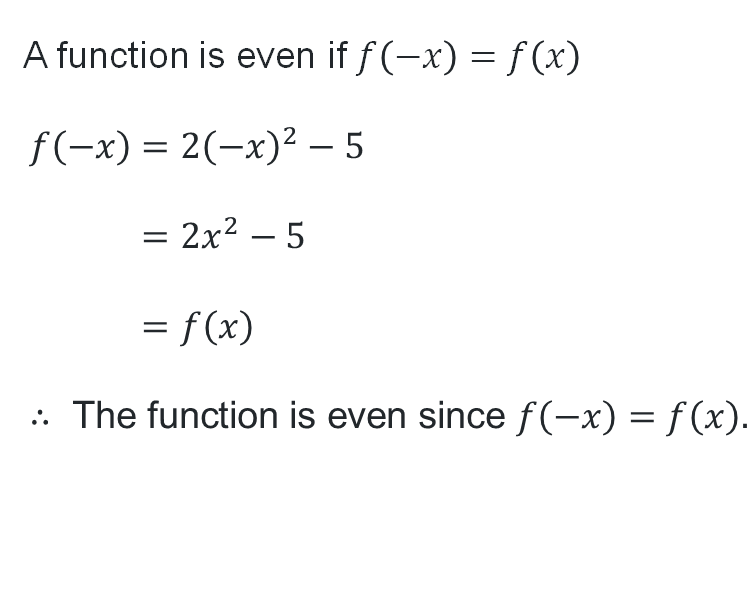 A function is even if f(−x) = f(x)
f(−x) = 2(−x)² − 5
= 2x² − 5
= f(x)
∴ The function is even since f(−x) = f(x).